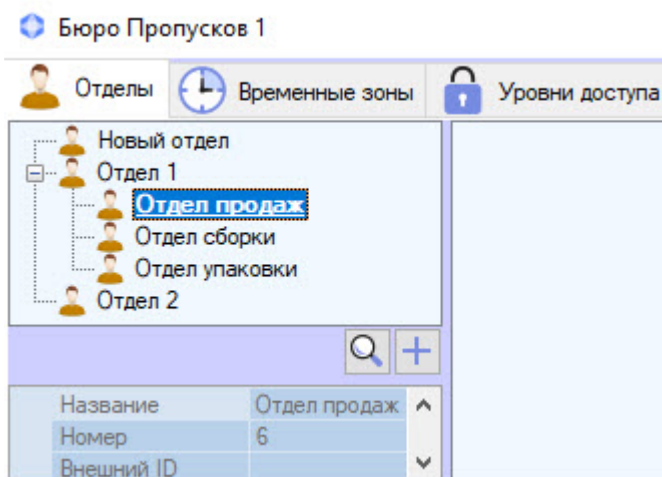 Бюро Пропусков 1
Отделы Временные зоны Уровни доступа
Новый отдел
Отдел 1
Отдел продаж
Отдел сборки
Отдел упаковки
Отдел 2
Название Отдел продаж
Номер 6
Внешний ID